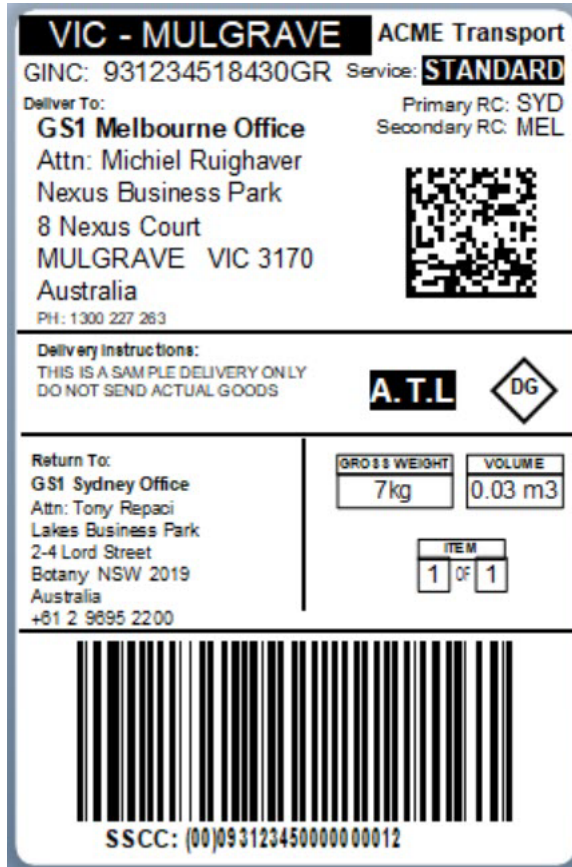 VIC - MULGRAVE
ACME Transport
GINC: 931234518430GR
Service: STANDARD
Deliver To:
Primary RC: SYD
Secondary RC: MEL
GS1 Melbourne Office
Attn: Michiel Ruighaver
Nexus Business Park
8 Nexus Court
MULGRAVE VIC 3170
Australia
PH: 1300 227 263
Delivery Instructions:
THIS IS A SAMPLE DELIVERY ONLY
DO NOT SEND ACTUAL GOODS
A.T.L
DG
Return To:
GS1 Sydney Office
Attn: Tony Repaci
Lakes Business Park
2-4 Lord Street
Botany NSW 2019
Australia
+61 2 9695 2200
GROSS WEIGHT
7kg
VOLUME
0.03 m3
ITEM
1 OF 1
SSCC: (00)093123450000000012